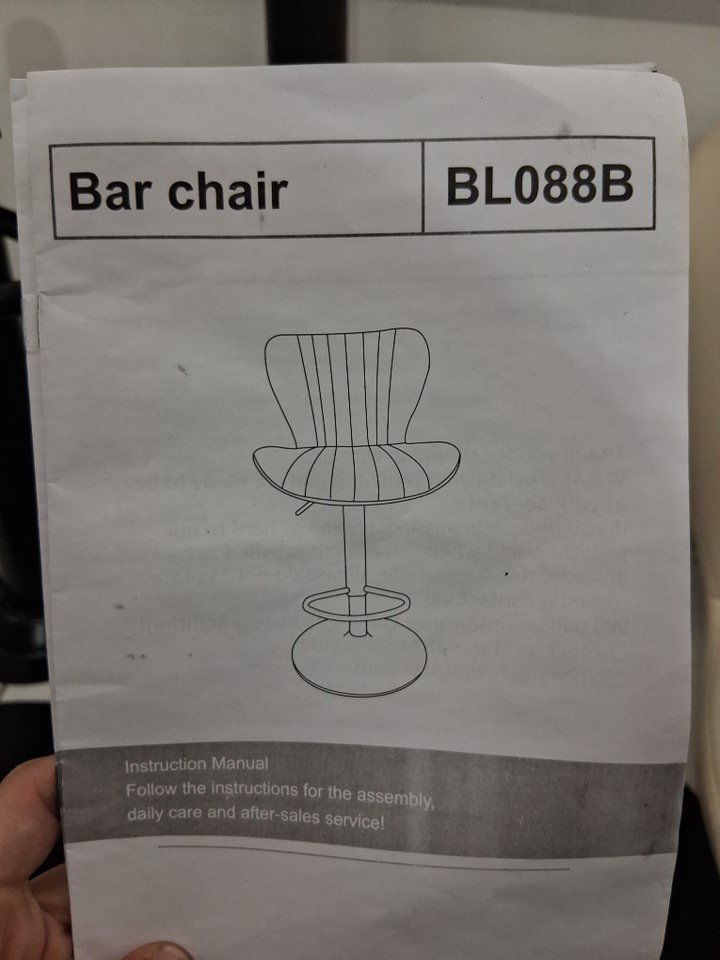 Bar chair
BL088B
Instruction Manual
Follow the instructions for the assembly,
daily care and after-sales service!